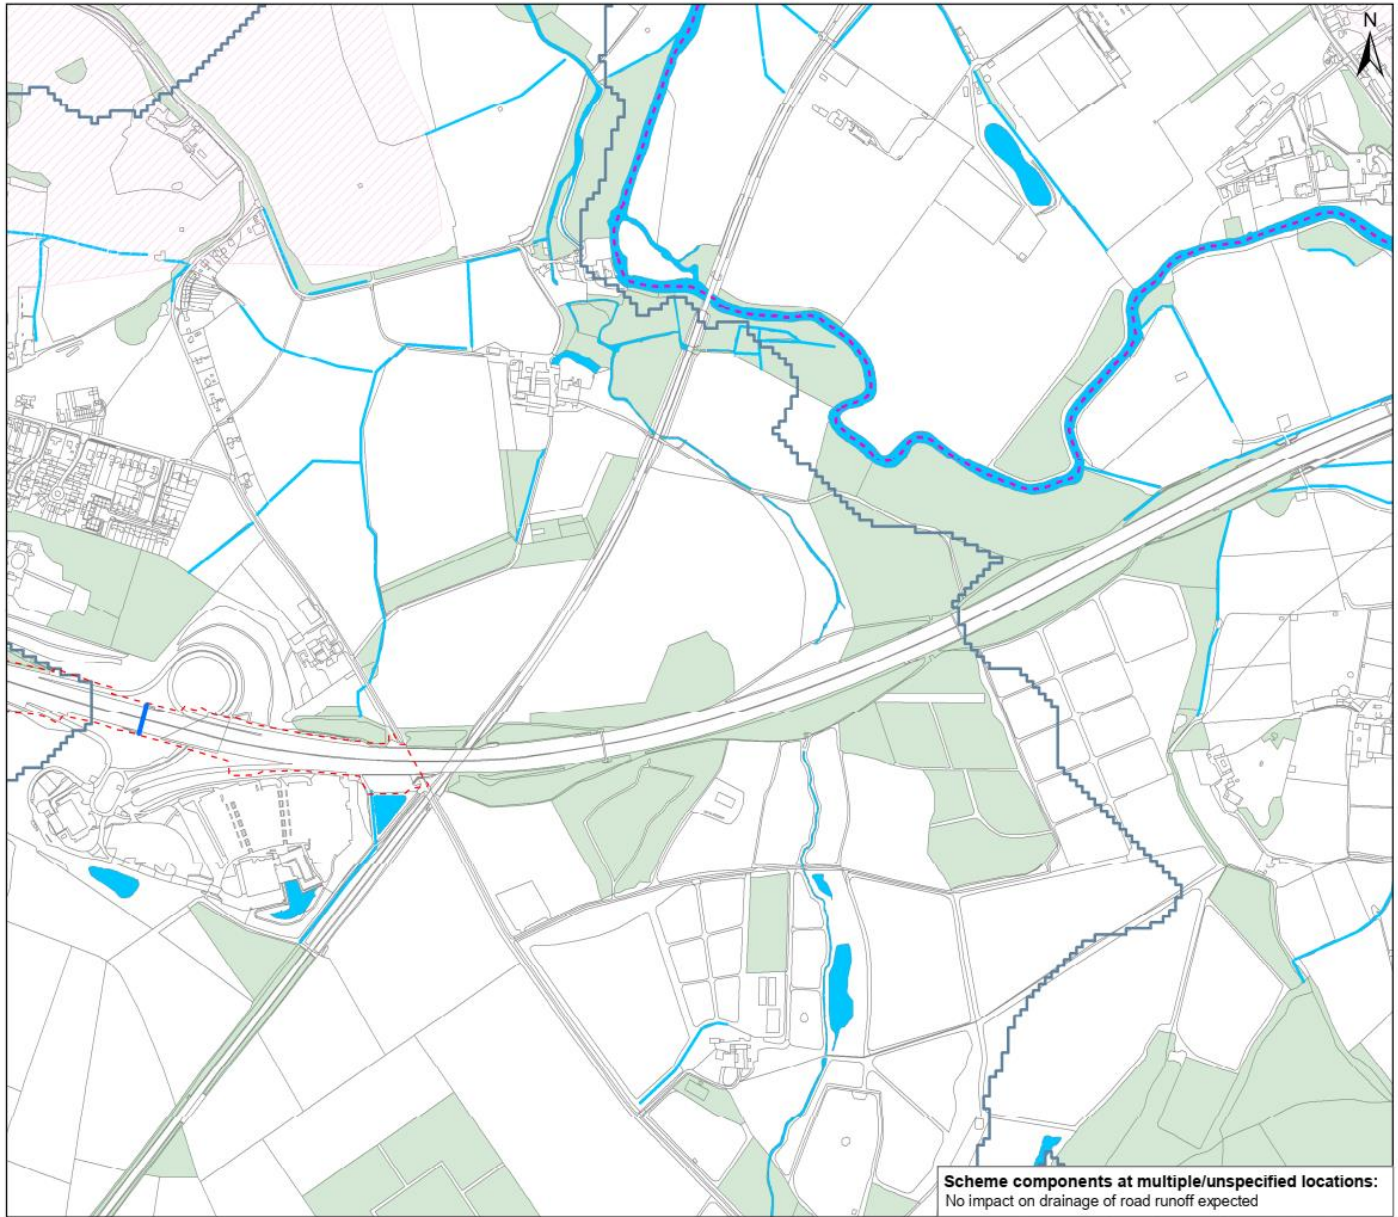 N
Scheme components at multiple/unspecified locations:
No impact on drainage of road runoff expected